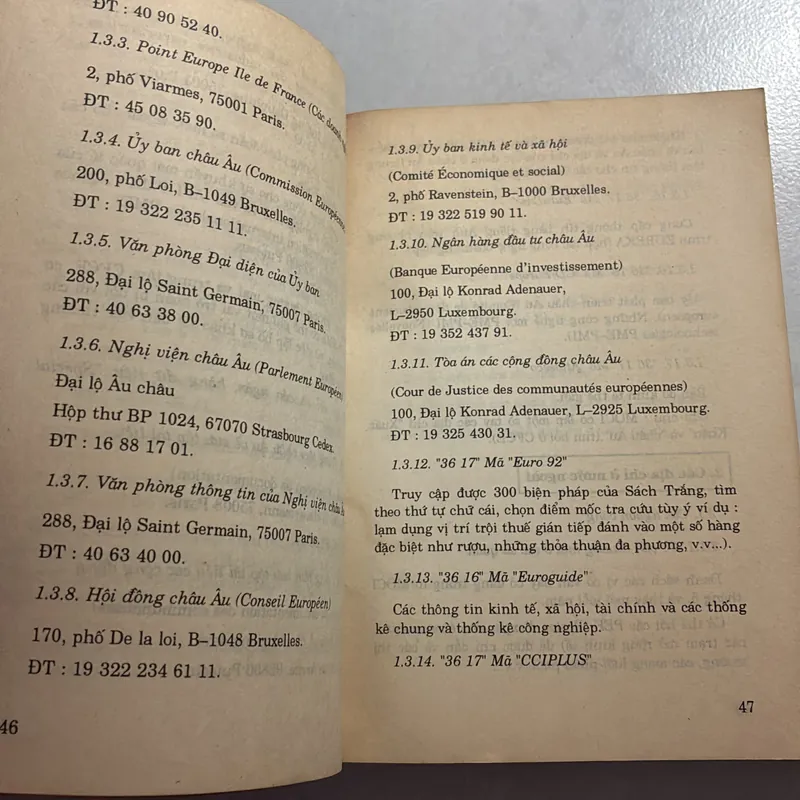 ĐT : 40 90 52 40.
1.3.3. Point Europe Ile de France (Các doanh
2, phố Viarmes, 75001 Paris.
ĐT : 45 08 35 90.
1.3.4. Ủy ban châu Âu (Commission Européenne
200, phố Loi, B–1049 Bruxelles.
ĐT : 19 322 235 11 11.
1.3.5. Văn phòng Đại diện của Ủy ban
288, Đại lộ Saint Germain, 75007 Paris.
ĐT : 40 63 38 00.
1.3.6. Nghị viện châu Âu (Parlement Européen
Đại lộ Âu châu
Hộp thư BP 1024, 67070 Strasbourg Cedex.
ĐT : 16 88 17 01.
1.3.7. Văn phòng thông tin của Nghị viện châu
288, Đại lộ Saint Germain, 75007 Paris.
ĐT : 40 63 40 00.
1.3.8. Hội đồng châu Âu (Conseil Européen)
170, phố De la loi, B–1048 Bruxelles.
ĐT : 19 322 234 61 11.
46
1.3.9. Ủy ban kinh tế và xã hội
(Comité Économique et social)
2, phố Ravenstein, B–1000 Bruxelles.
ĐT : 19 322 519 90 11.
1.3.10. Ngân hàng đầu tư châu Âu
(Banque Européenne d'investissement)
100, Đại lộ Konrad Adenauer,
L–2950 Luxembourg.
ĐT : 19 352 437 91.
1.3.11. Tòa án các cộng đồng châu Âu
(Cour de Justice des communautés européennes)
100, Đại lộ Konrad Adenauer, L–2925 Luxembourg.
ĐT : 19 325 430 31.
1.3.12. "36 17" Mã "Euro 92"
Truy cập được 300 biện pháp của Sách Trắng, tìm
theo thứ tự chữ cái, chọn điểm mốc tra cứu tùy ý ví dụ :
lạm dụng vị trí trội thuế gián tiếp đánh vào một số hàng
đặc biệt như rượu, những thỏa thuận đa phương, v.v...).
1.3.13. "36 16" Mã "Euroguide"
Các thông tin kinh tế, xã hội, tài chính và các thống
kê chung và thống kê công nghiệp.
1.3.14. "36 17" Mã "CCIPLUS"
47